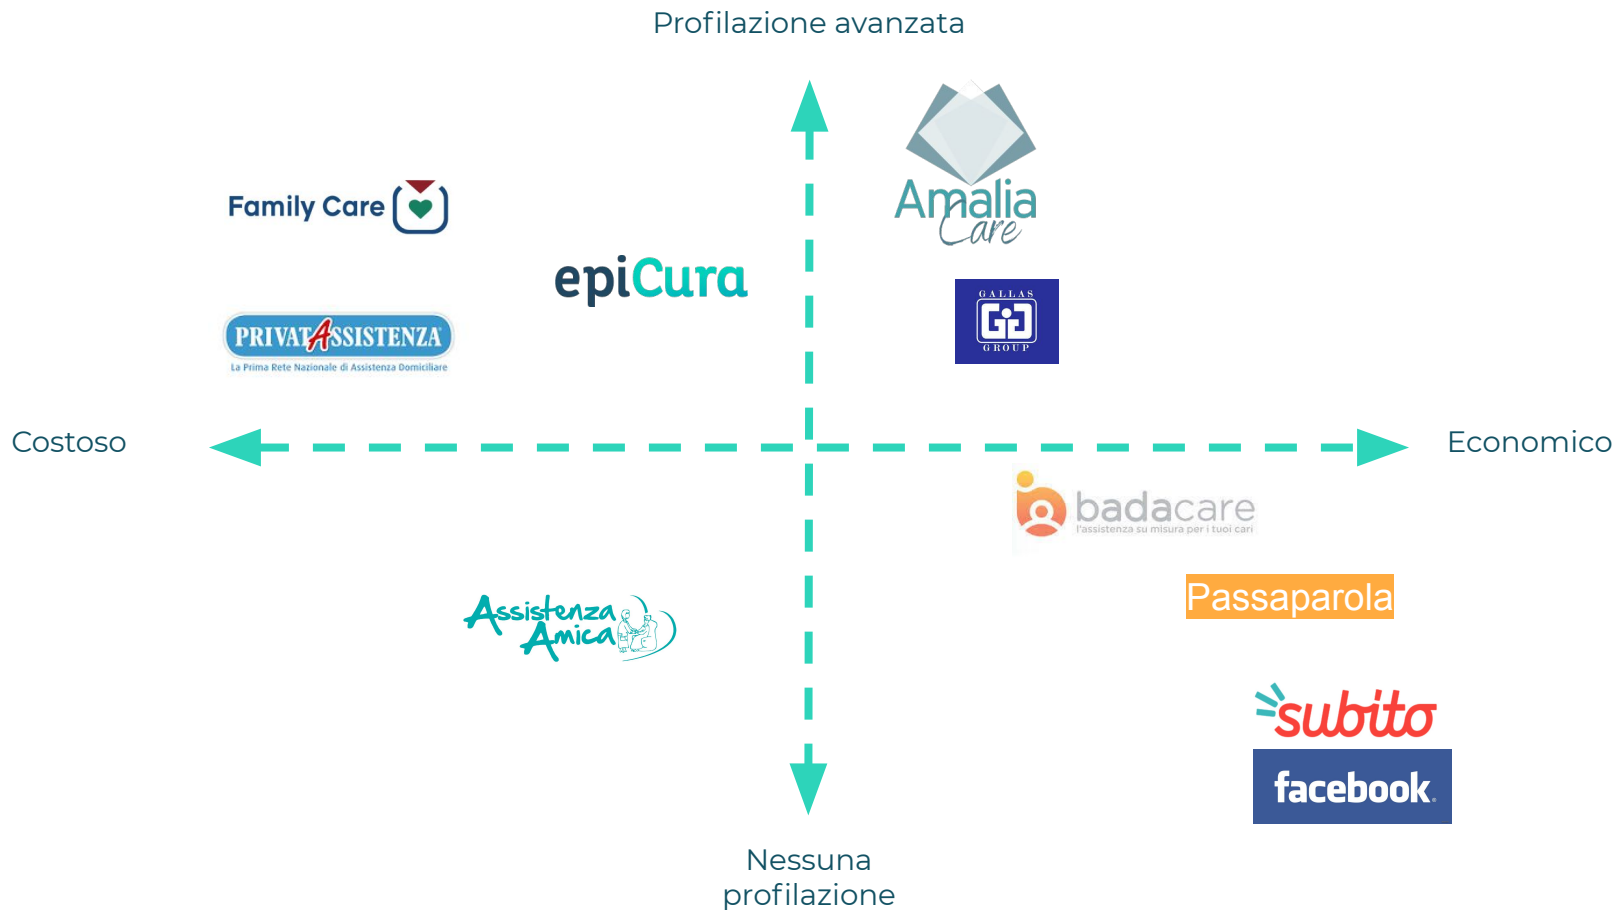 Profilazione avanzata
Amalia
Care
Family Care
epiCura
GALLAS
GROUP
PRIVATASSISTENZA
La Prima Rete Nazionale di Assistenza Domiciliare
Costoso
Economico
badacare
l'assistenza su misura per i tuoi cari
Passaparola
Assistenza
Amica
subito
facebook
Nessuna
profilazione